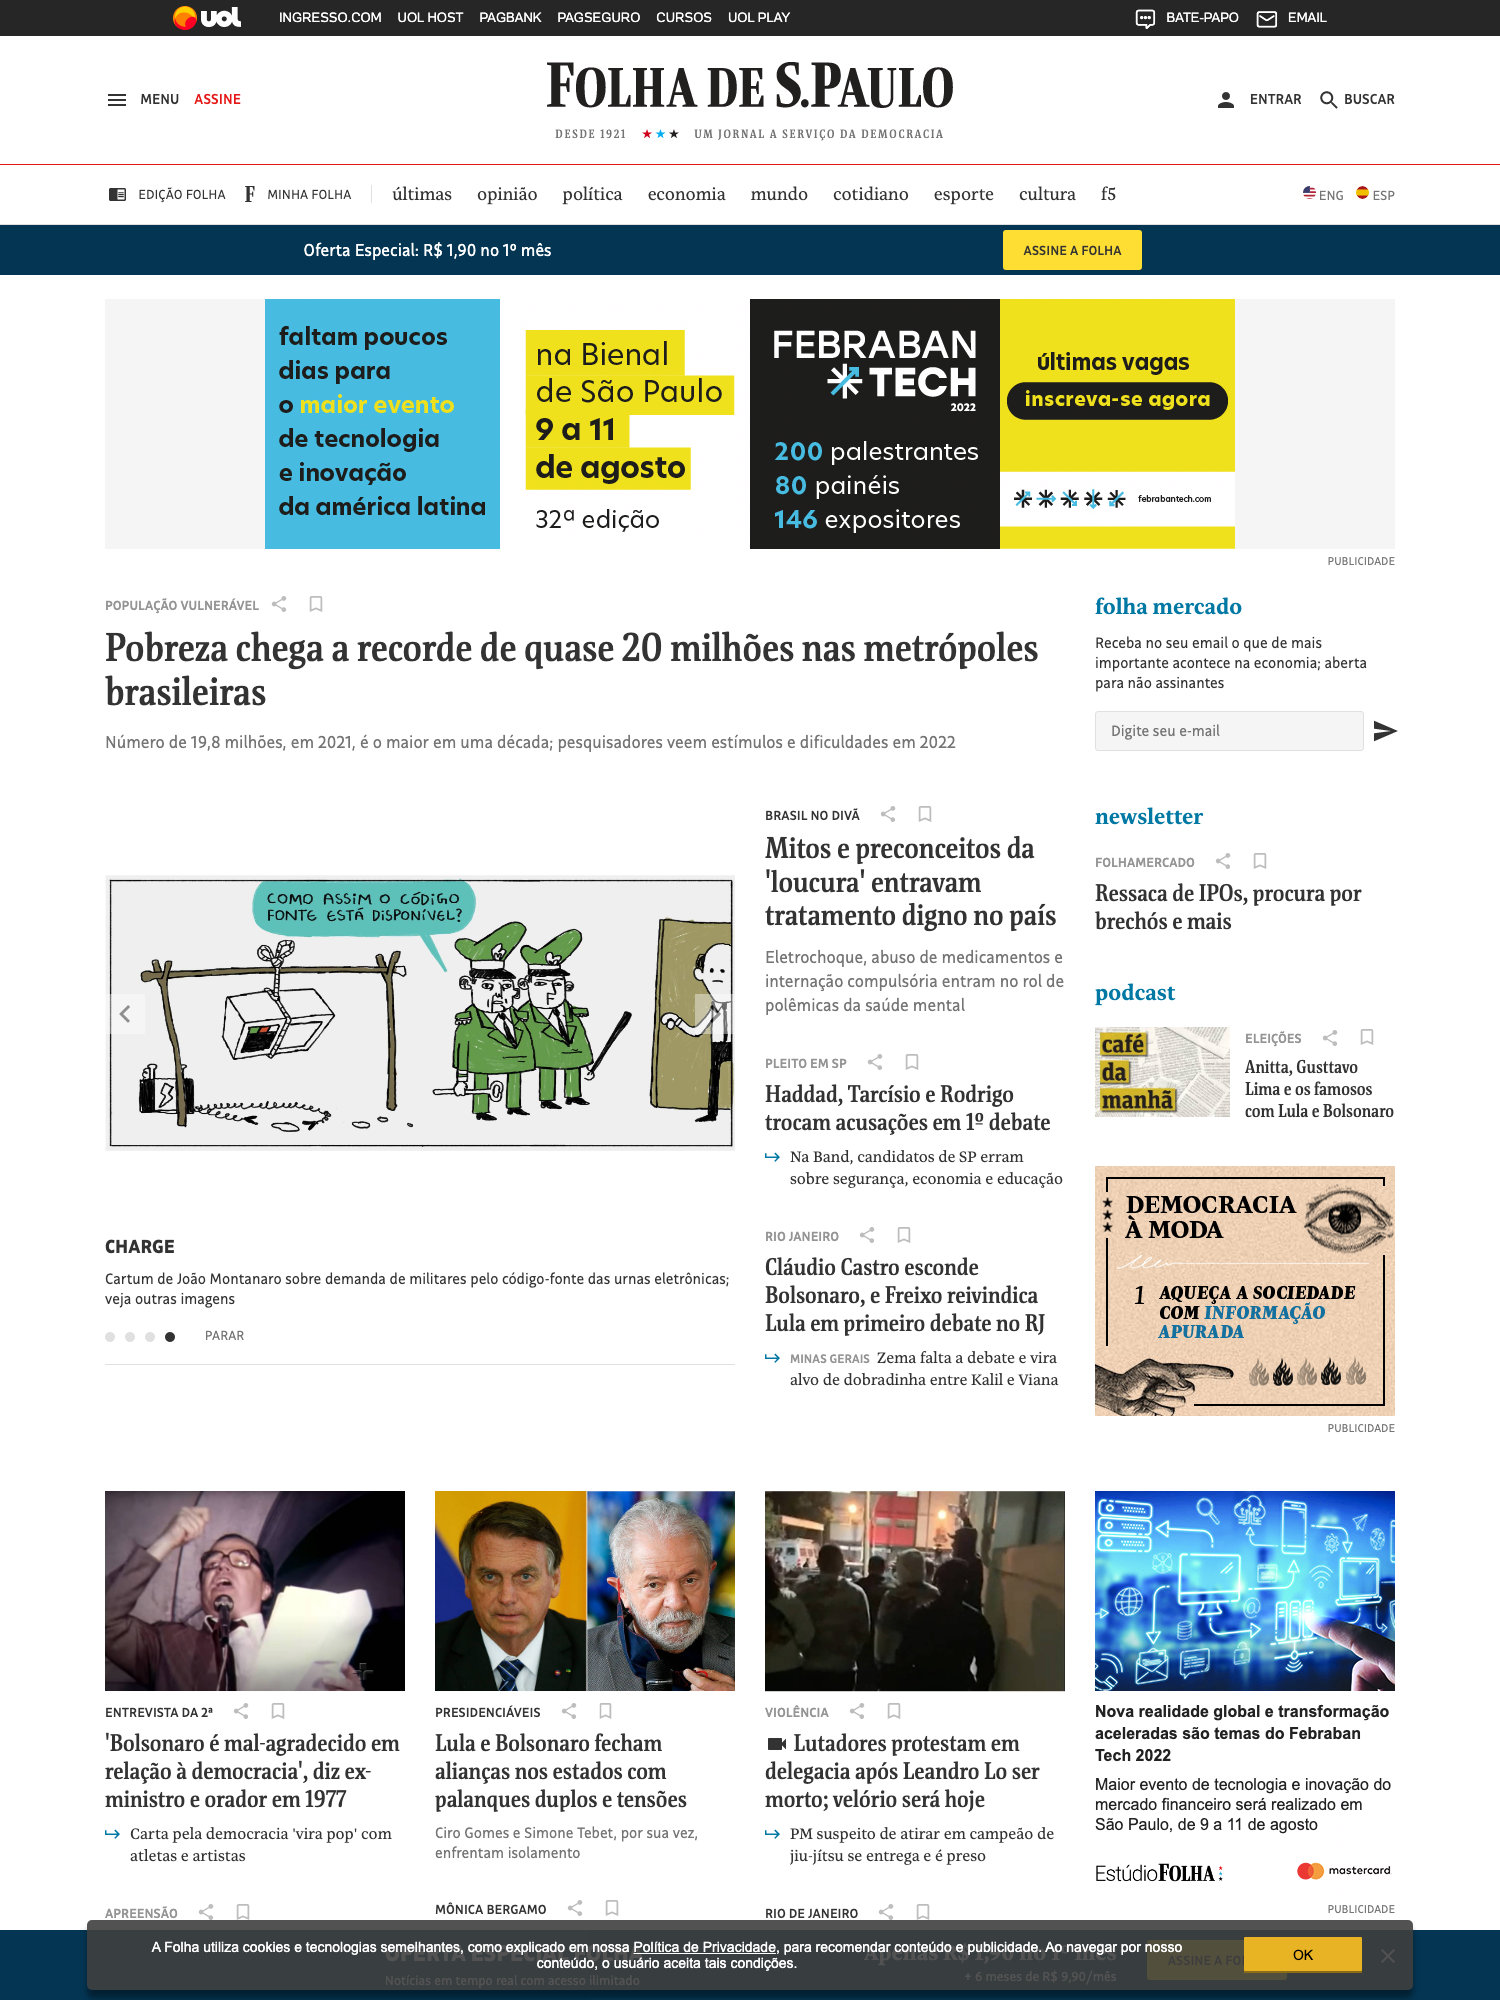 uol INGRESSO.COM UOL HOST PAGBANK PAGSEGURO CURSOS UOL PLAY BATE-PAPO EMAIL
MENU ASSINE
FOLHA DE S.PAULO
DESDE 1921 ★★★ UM JORNAL A SERVIÇO DA DEMOCRACIA
ENTRAR BUSCAR
EDIÇÃO FOLHA F MINHA FOLHA últimas opinião política economia mundo cotidiano esporte cultura f5 ENG ESP
Oferta Especial: R$ 1,90 no 1º mês ASSINE A FOLHA
faltam poucos
dias para
o maior evento
de tecnologia
e inovação
da américa latina
na Bienal
de São Paulo
9 a 11
de agosto
32ª edição
FEBRABAN
TECH
2022
200 palestrantes
80 painéis
146 expositores
últimas vagas
inscreva-se agora
febrabantech.com
PUBLICIDADE
POPULAÇÃO VULNERÁVEL
Pobreza chega a recorde de quase 20 milhões nas metrópoles
brasileiras
Número de 19,8 milhões, em 2021, é o maior em uma década; pesquisadores veem estímulos e dificuldades em 2022
folha mercado
Receba no seu email o que de mais
importante acontece na economia; aberta
para não assinantes
Digite seu e-mail
COMO ASSIM O CÓDIGO
FONTE ESTÁ DISPONÍVEL?
CHARGE
Cartum de João Montanaro sobre demanda de militares pelo código-fonte das urnas eletrônicas;
veja outras imagens
PARAR
BRASIL NO DIVÃ
Mitos e preconceitos da
'loucura' entravam
tratamento digno no país
Eletrochoque, abuso de medicamentos e
internação compulsória entram no rol de
polêmicas da saúde mental
PLEITO EM SP
Haddad, Tarcísio e Rodrigo
trocam acusações em 1º debate
Na Band, candidatos de SP erram
sobre segurança, economia e educação
RIO JANEIRO
Cláudio Castro esconde
Bolsonaro, e Freixo reivindica
Lula em primeiro debate no RJ
MINAS GERAIS Zema falta a debate e vira
alvo de dobradinha entre Kalil e Viana
newsletter
FOLHAMERCADO
Ressaca de IPOs, procura por
brechós e mais
podcast
café
da
manhã
ELEIÇÕES
Anitta, Gusttavo
Lima e os famosos
com Lula e Bolsonaro
DEMOCRACIA
À MODA
1 AQUEÇA A SOCIEDADE
COM INFORMAÇÃO
APURADA
PUBLICIDADE
ENTREVISTA DA 2ª
'Bolsonaro é mal-agradecido em
relação à democracia', diz ex-
ministro e orador em 1977
Carta pela democracia 'vira pop' com
atletas e artistas
APREENSÃO
PRESIDENCIÁVEIS
Lula e Bolsonaro fecham
alianças nos estados com
palanques duplos e tensões
Ciro Gomes e Simone Tebet, por sua vez,
enfrentam isolamento
MÔNICA BERGAMO
VIOLÊNCIA
Lutadores protestam em
delegacia após Leandro Lo ser
morto; velório será hoje
PM suspeito de atirar em campeão de
jiu-jítsu se entrega e é preso
RIO DE JANEIRO
Nova realidade global e transformação
aceleradas são temas do Febraban
Tech 2022
Maior evento de tecnologia e inovação do
mercado financeiro será realizado em
São Paulo, de 9 a 11 de agosto
EstúdioFOLHA mastercard
PUBLICIDADE
A Folha utiliza cookies e tecnologias semelhantes, como explicado em nossa Política de Privacidade, para recomendar conteúdo e publicidade. Ao navegar por nosso
conteúdo, o usuário aceita tais condições.
OK
Notícias em tempo real com acesso ilimitado
Apenas R$ 1,90 no 1º mês
+ 6 meses de R$ 9,90/mês
ASSINE A FO